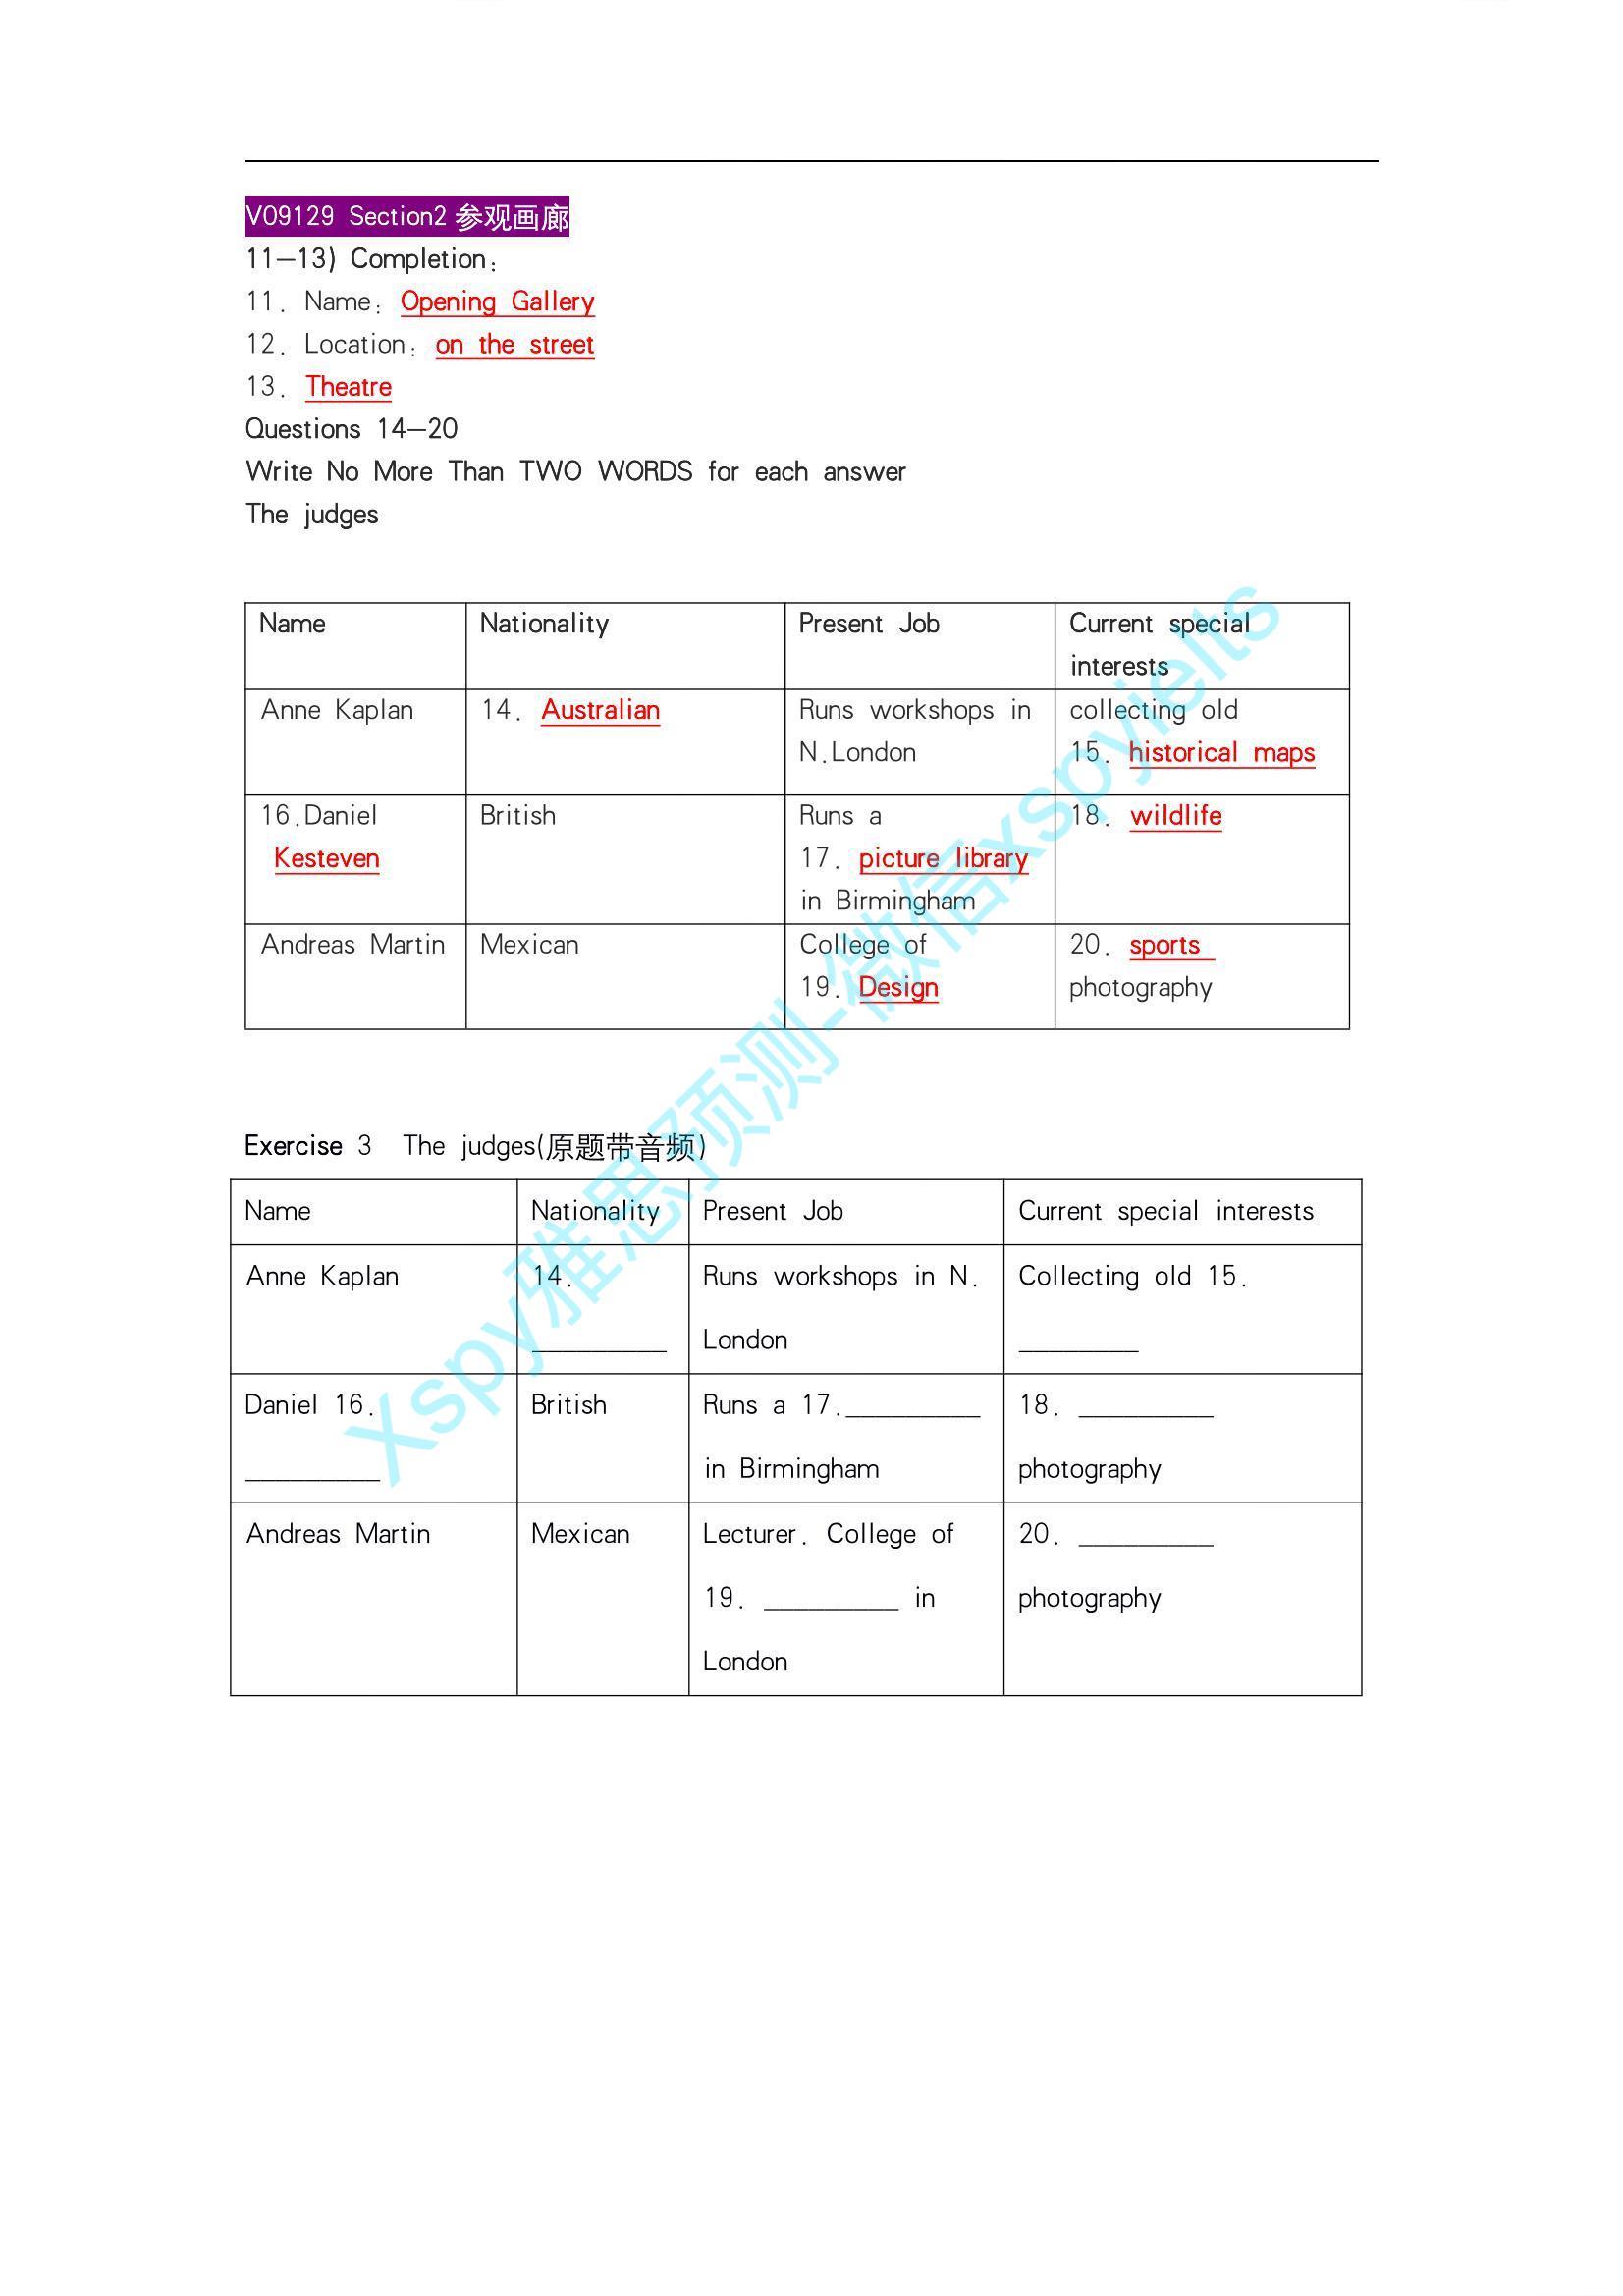 V09129 Section2 参观画廊
11—13) Completion:
11. Name: Opening Gallery
12. Location: on the street
13. Theatre
Questions 14—20
Write No More Than TWO WORDS for each answer
The judges
Name Nationality Present Job Current special
interests
Anne Kaplan 14. Australian Runs workshops in collecting old
N.London 15. historical maps
16.Daniel British Runs a 18. wildlife
Kesteven 17. picture library
in Birmingham
Andreas Martin Mexican College of 20. sports
19. Design photography
Exercise 3 The judges(原题带音频)
Name Nationality Present Job Current special interests
Anne Kaplan 14. Runs workshops in N. Collecting old 15.
_________ London ________
Daniel 16. British Runs a 17._________ 18. _________
_________ in Birmingham photography
Andreas Martin Mexican Lecturer. College of 20. _________
19. _________ in photography
London
Xspy雅思预测-微信xspyielts